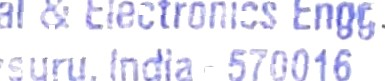 al & Electronics Engg.
suru, India - 570016